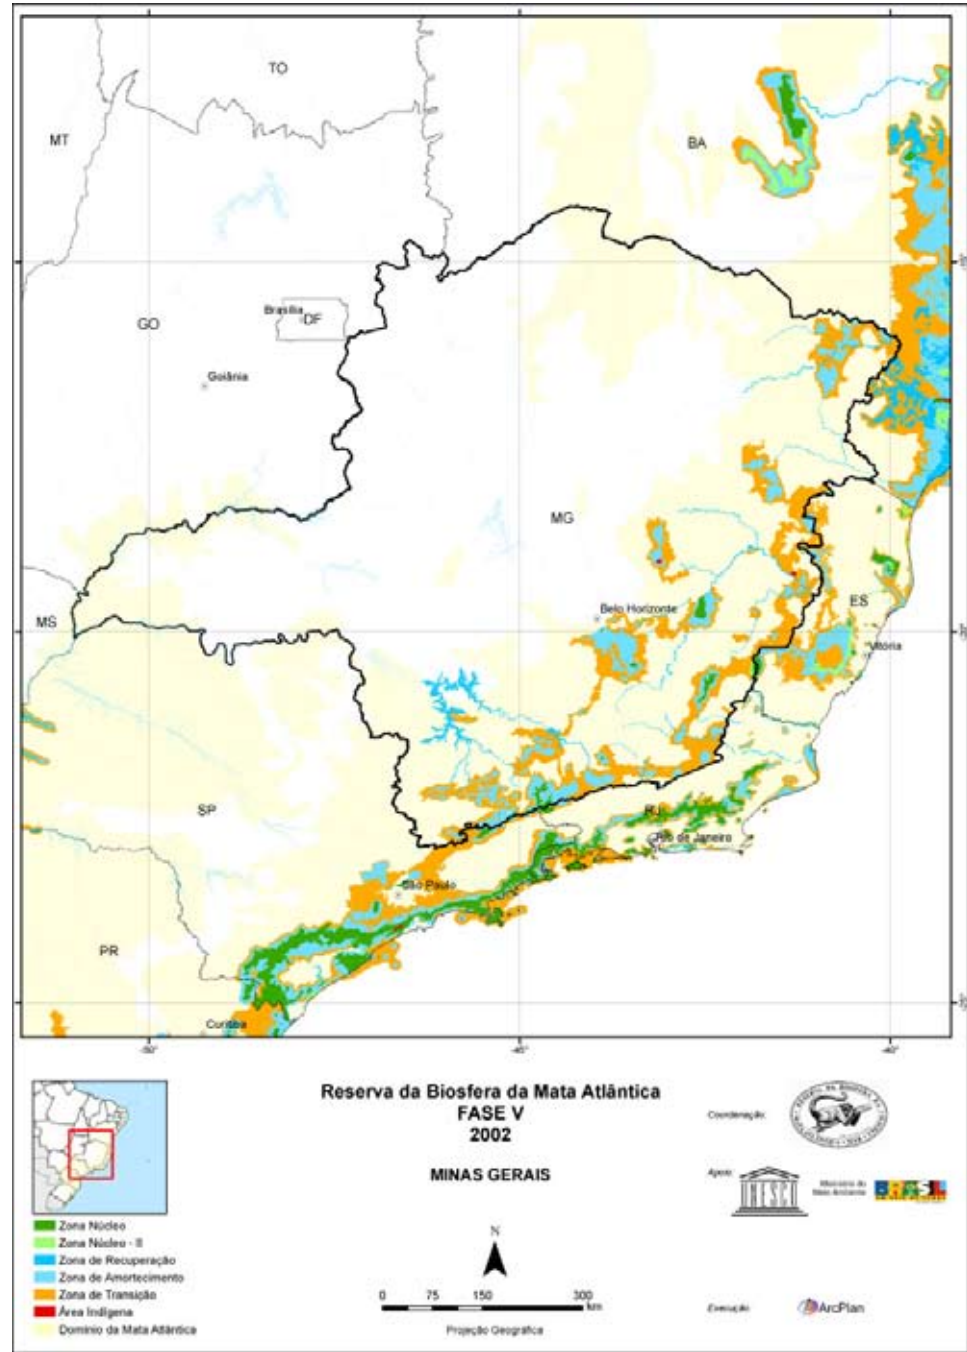 TO
MT
BA
Brasília
DF
GO
Goiânia
MG
MS
Belo Horizonte
ES
Vitória
SP
RJ
Rio de Janeiro
São Paulo
PR
Curitiba
-50°
-45°
-40°
Reserva da Biosfera da Mata Atlântica
FASE V
2002
MINAS GERAIS
Coordenação:
Apoio:
UNESCO
Ministério do
Meio Ambiente
BRASIL
Zona Núcleo
Zona Núcleo - II
Zona de Recuperação
Zona de Amortecimento
Zona de Transição
Área Indígena
Domínio da Mata Atlântica
N
0 75 150 300
km
Projeção Geográfica
Execução:
ArcPlan